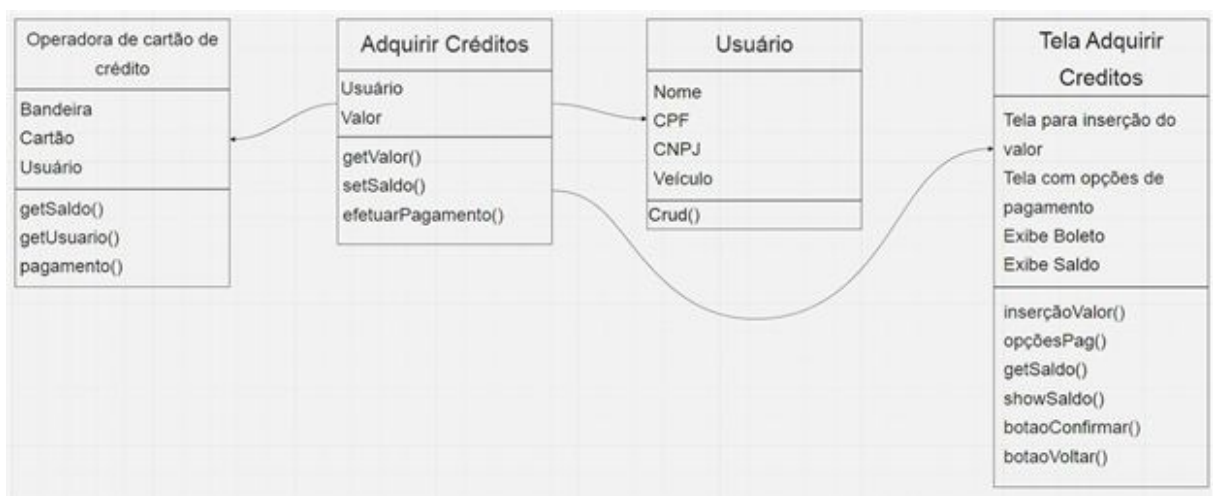 Operadora de cartão de
crédito
Bandeira
Cartão
Usuário
getSaldo()
getUsuario()
pagamento()
Adquirir Créditos
Usuário
Valor
getValor()
setSaldo()
efetuarPagamento()
Usuário
Nome
CPF
CNPJ
Veículo
Crud()
Tela Adquirir
Creditos
Tela para inserção do
valor
Tela com opções de
pagamento
Exibe Boleto
Exibe Saldo
inserçãoValor()
opçõesPag()
getSaldo()
showSaldo()
botaoConfirmar()
botaoVoltar()